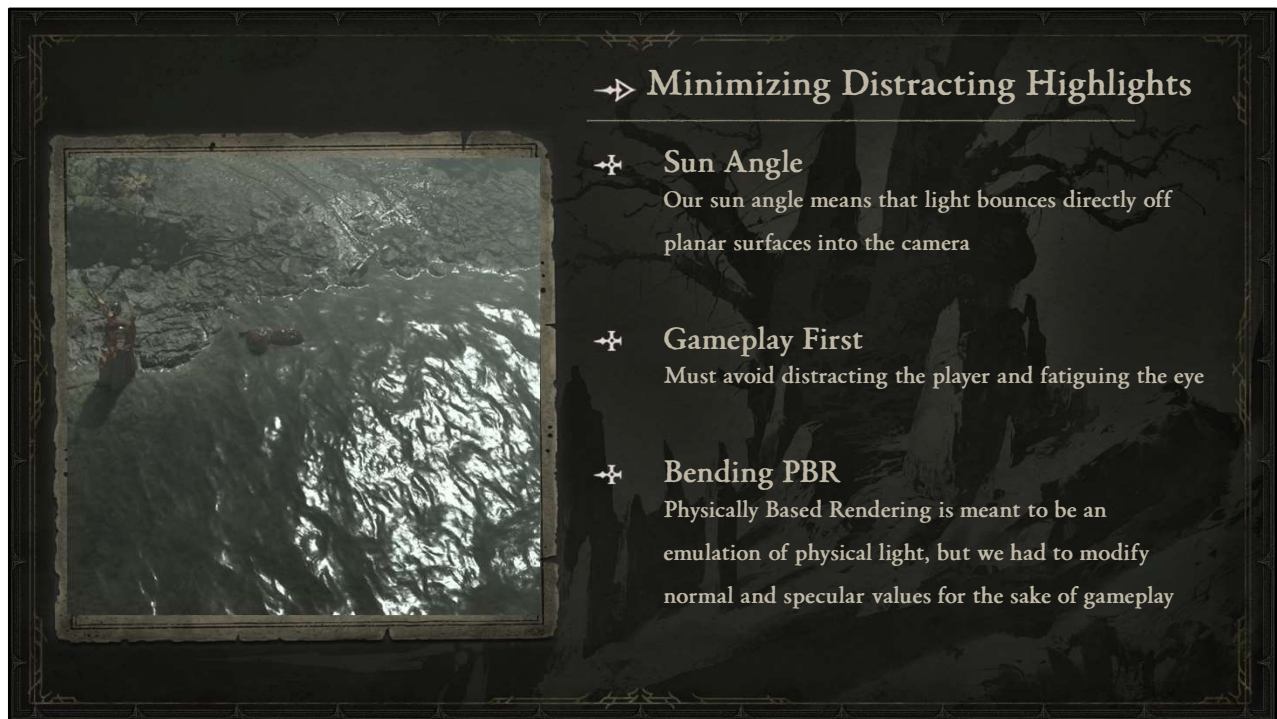 Minimizing Distracting Highlights
Sun Angle
Our sun angle means that light bounces directly off
planar surfaces into the camera
Gameplay First
Must avoid distracting the player and fatiguing the eye
Bending PBR
Physically Based Rendering is meant to be an
emulation of physical light, but we had to modify
normal and specular values for the sake of gameplay